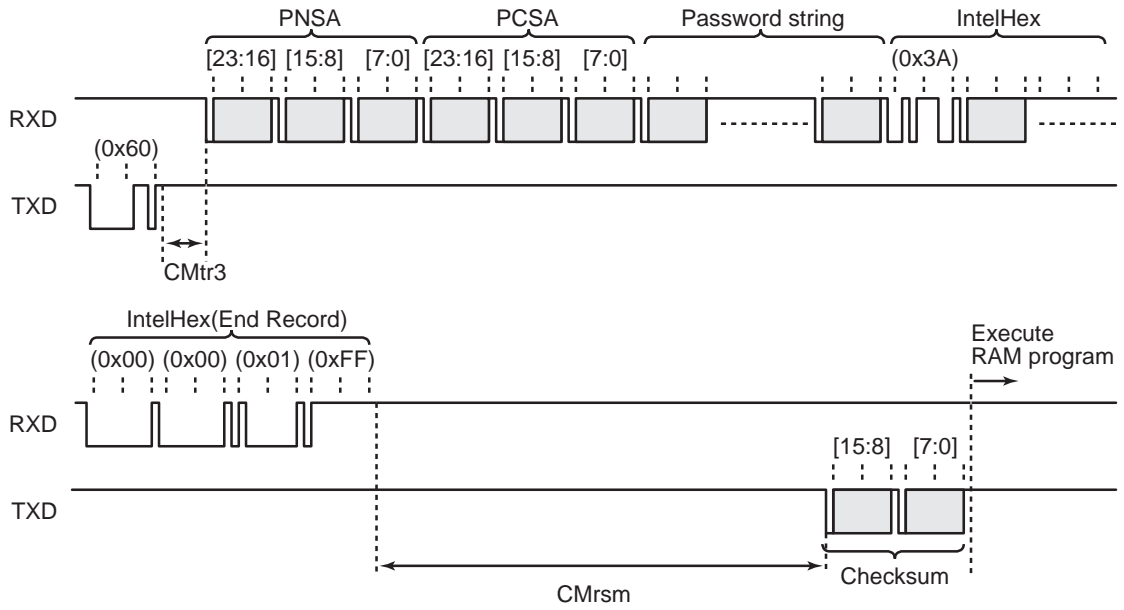 PNSA PCSA Password string IntelHex
[23:16] [15:8] [7:0] [23:16] [15:8] [7:0] (0x3A)
RXD
(0x60)
TXD
CMtr3
IntelHex(End Record)
(0x00) (0x00) (0x01) (0xFF)
Execute
RAM program
RXD
[15:8] [7:0]
TXD
Checksum
CMrsm